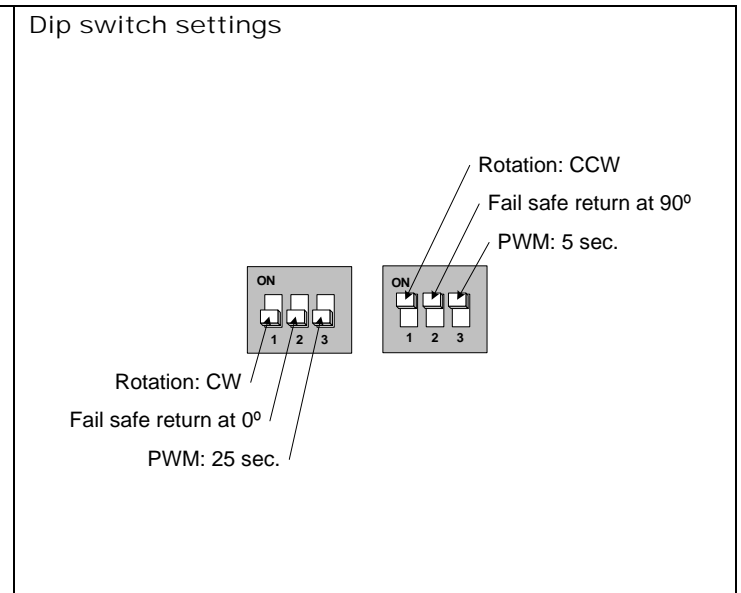 Dip switch settings
Rotation: CCW
Fail safe return at 90º
PWM: 5 sec.
ON
1 2 3
ON
1 2 3
Rotation: CW
Fail safe return at 0º
PWM: 25 sec.